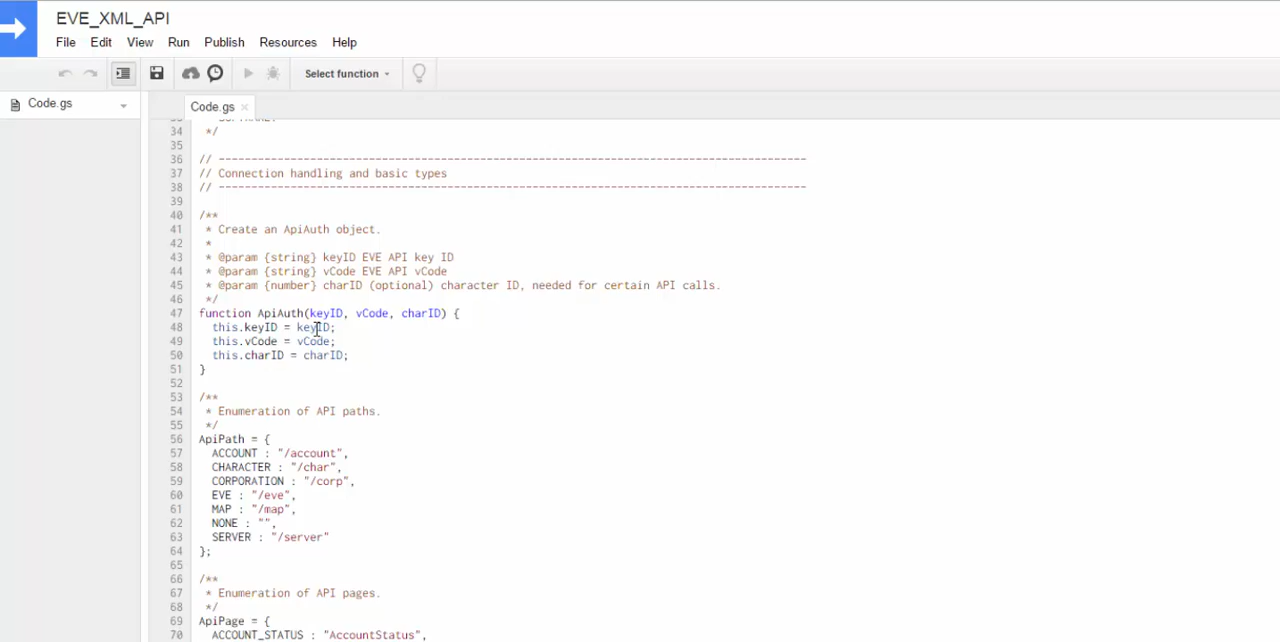 EVE_XML_API
File Edit View Run Publish Resources Help
Select function
Code.gs
Code.gs ×
34 */
35
36 // ------------------------------------------------------------------------------------------
37 // Connection handling and basic types
38 // ------------------------------------------------------------------------------------------
39
40 /**
41 * Create an ApiAuth object.
42 *
43 * @param {string} keyID EVE API key ID
44 * @param {string} vCode EVE API vCode
45 * @param {number} charID (optional) character ID, needed for certain API calls.
46 */
47 function ApiAuth(keyID, vCode, charID) {
48 this.keyID = keyID;
49 this.vCode = vCode;
50 this.charID = charID;
51 }
52
53 /**
54 * Enumeration of API paths.
55 */
56 ApiPath = {
57 ACCOUNT : "/account",
58 CHARACTER : "/char",
59 CORPORATION : "/corp",
60 EVE : "/eve",
61 MAP : "/map",
62 NONE : "",
63 SERVER : "/server"
64 };
65
66 /**
67 * Enumeration of API pages.
68 */
69 ApiPage = {
70 ACCOUNT_STATUS : "AccountStatus",